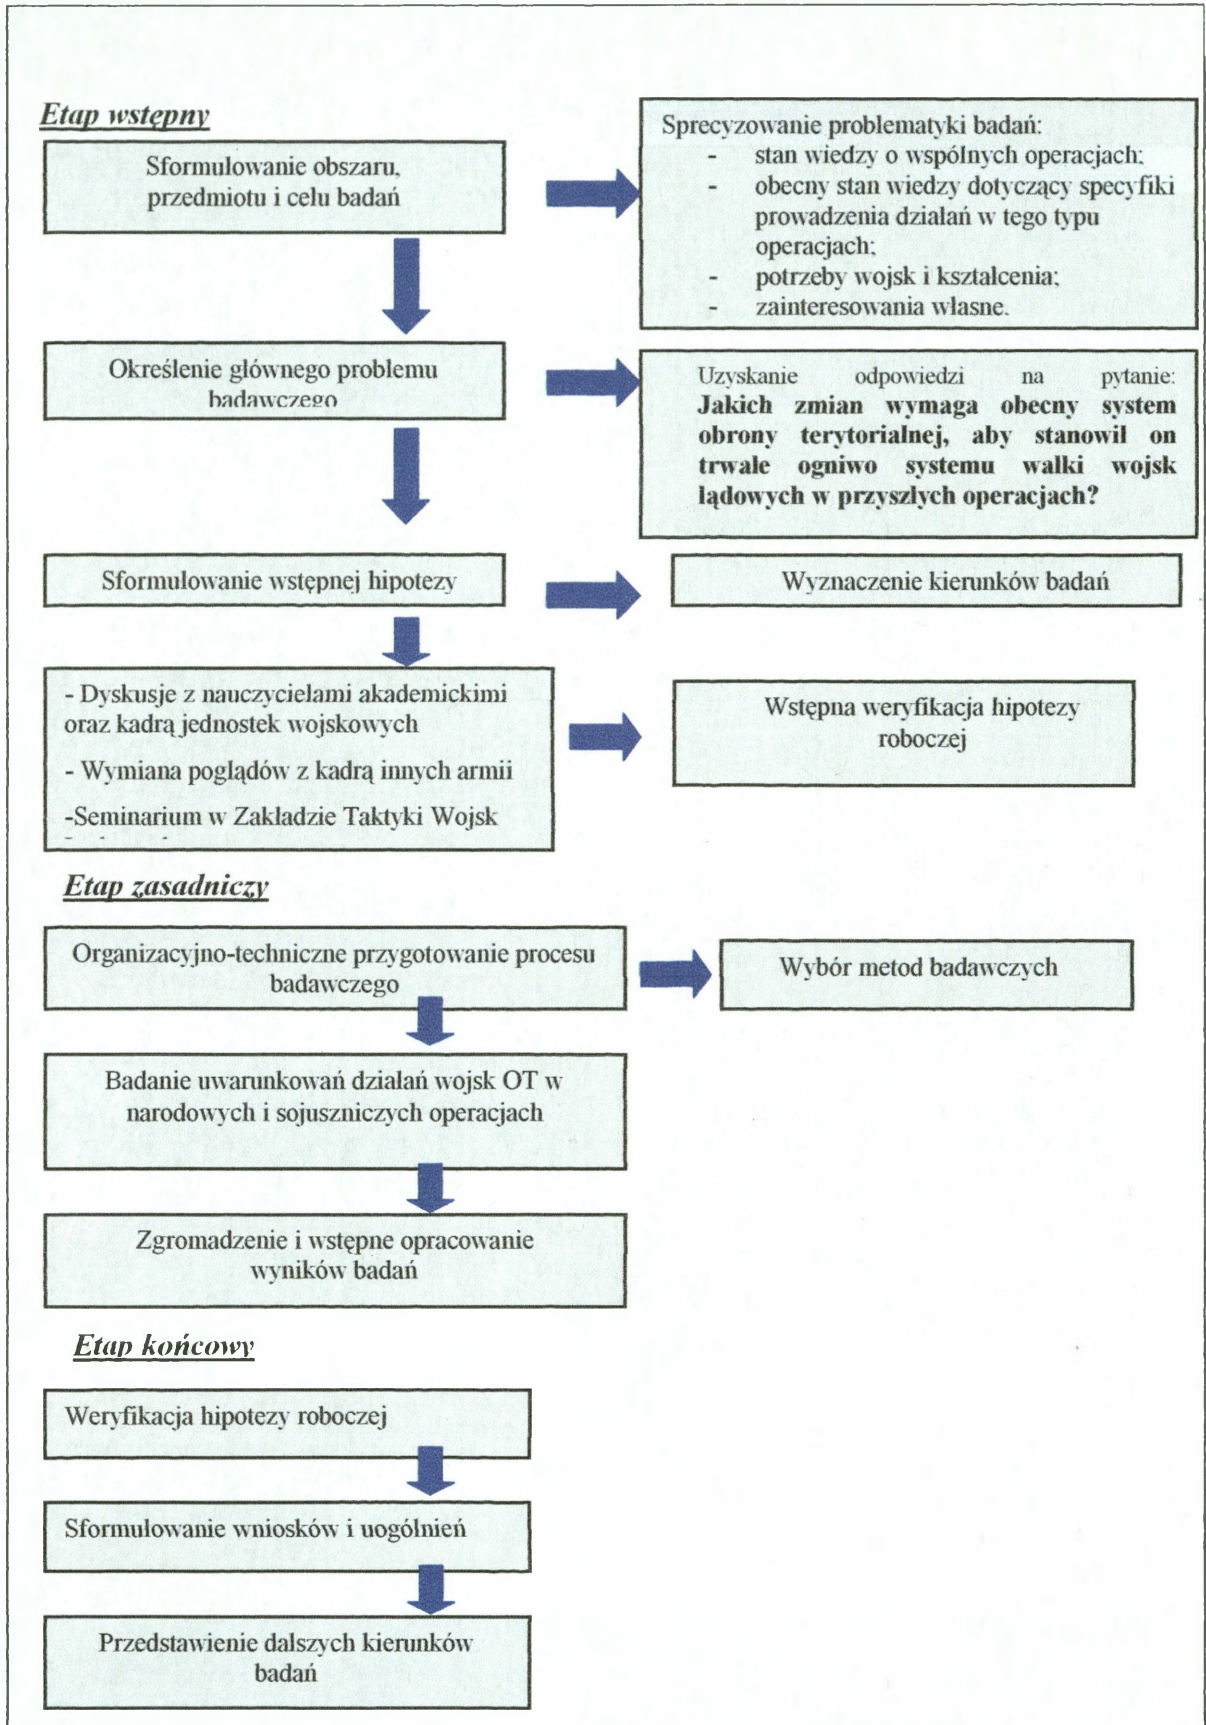 Etap wstępny
Sformułowanie obszaru,
przedmiotu i celu badań
Sprecyzowanie problematyki badań:
- stan wiedzy o wspólnych operacjach;
- obecny stan wiedzy dotyczący specyfiki
prowadzenia działań w tego typu
operacjach;
- potrzeby wojsk i kształcenia;
- zainteresowania własne.
Określenie głównego problemu
badawczego
Uzyskanie odpowiedzi na pytanie:
Jakich zmian wymaga obecny system
obrony terytorialnej, aby stanowił on
trwałe ogniwo systemu walki wojsk
lądowych w przyszłych operacjach?
Sformułowanie wstępnej hipotezy
Wyznaczenie kierunków badań
- Dyskusje z nauczycielami akademickimi
oraz kadrą jednostek wojskowych
- Wymiana poglądów z kadrą innych armii
-Seminarium w Zakładzie Taktyki Wojsk
Wstępna weryfikacja hipotezy
roboczej
Etap zasadniczy
Organizacyjno-techniczne przygotowanie procesu
badawczego
Wybór metod badawczych
Badanie uwarunkowań działań wojsk OT w
narodowych i sojuszniczych operacjach
Zgromadzenie i wstępne opracowanie
wyników badań
Etap końcowy
Weryfikacja hipotezy roboczej
Sformułowanie wniosków i uogólnień
Przedstawienie dalszych kierunków
badań